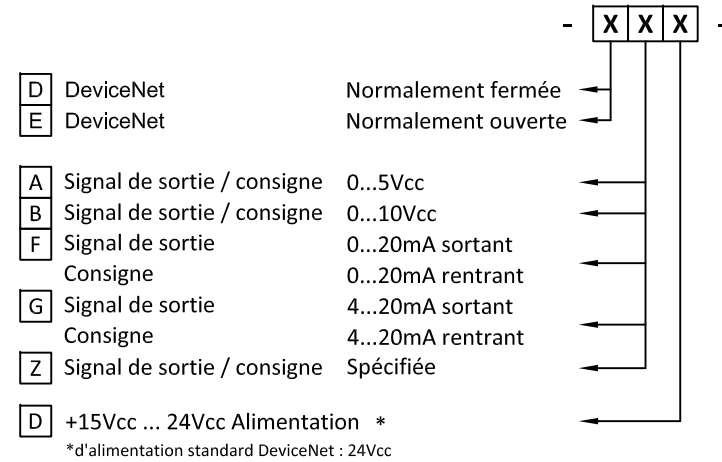 - X X X -
D DeviceNet Normalement fermée
E DeviceNet Normalement ouverte
A Signal de sortie / consigne 0...5Vcc
B Signal de sortie / consigne 0...10Vcc
F Signal de sortie 0...20mA sortant
Consigne 0...20mA rentrant
G Signal de sortie 4...20mA sortant
Consigne 4...20mA rentrant
Z Signal de sortie / consigne Spécifiée
D +15Vcc ... 24Vcc Alimentation *
*d'alimentation standard DeviceNet : 24Vcc